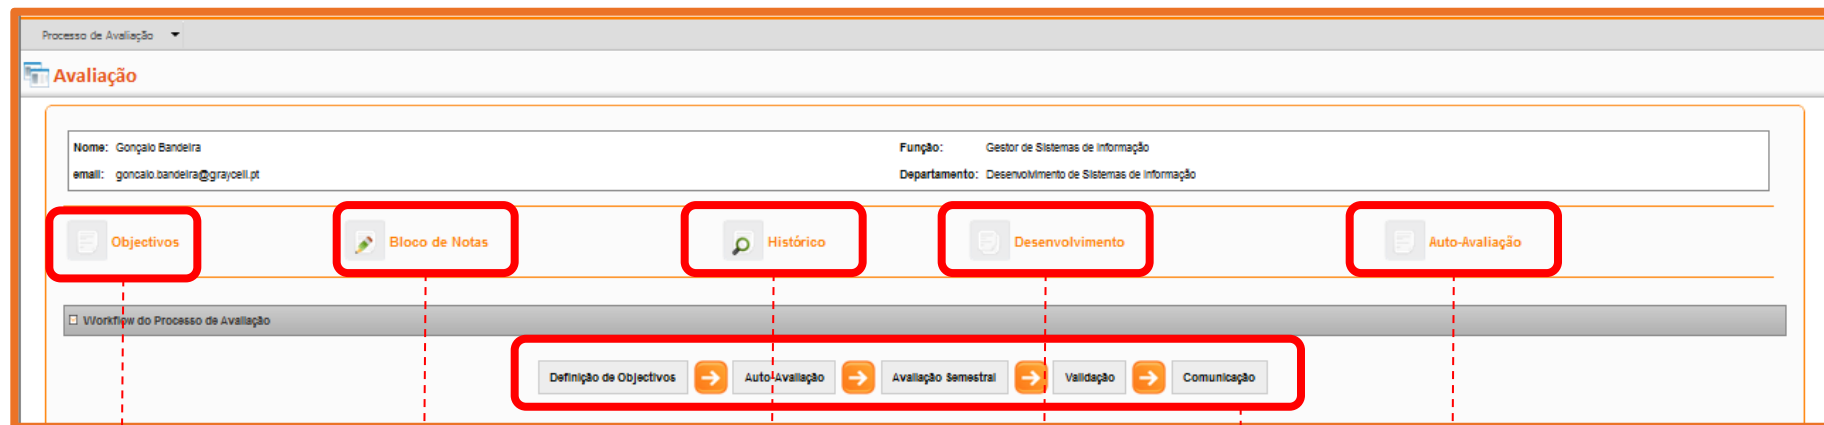 Processo de Avaliação
Avaliação
Nome: Gonçalo Bandeira Função: Gestor de Sistemas de Informação
email: goncalo.bandeira@graycell.pt Departamento: Desenvolvimento de Sistemas de Informação
Objectivos Bloco de Notas Histórico Desenvolvimento Auto-Avaliação
Workflow do Processo de Avaliação
Definição de Objectivos Auto-Avaliação Avaliação Semestral Validação Comunicação